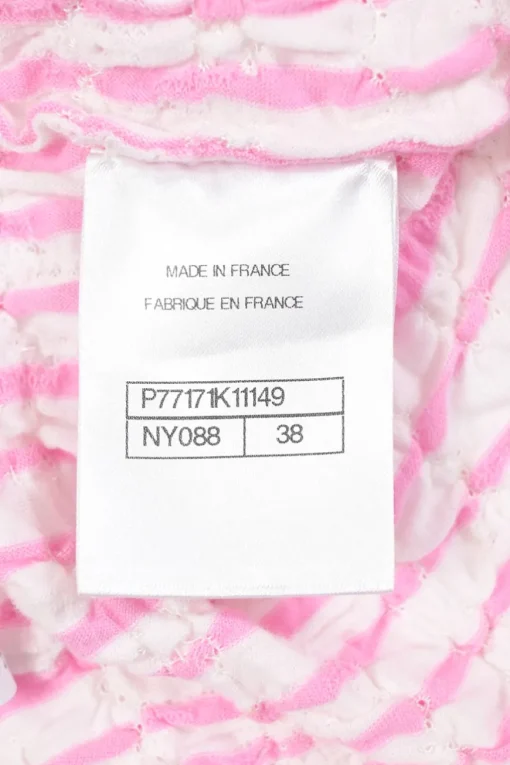 MADE IN FRANCE
FABRIQUE EN FRANCE
P77171K11149
NY088 38